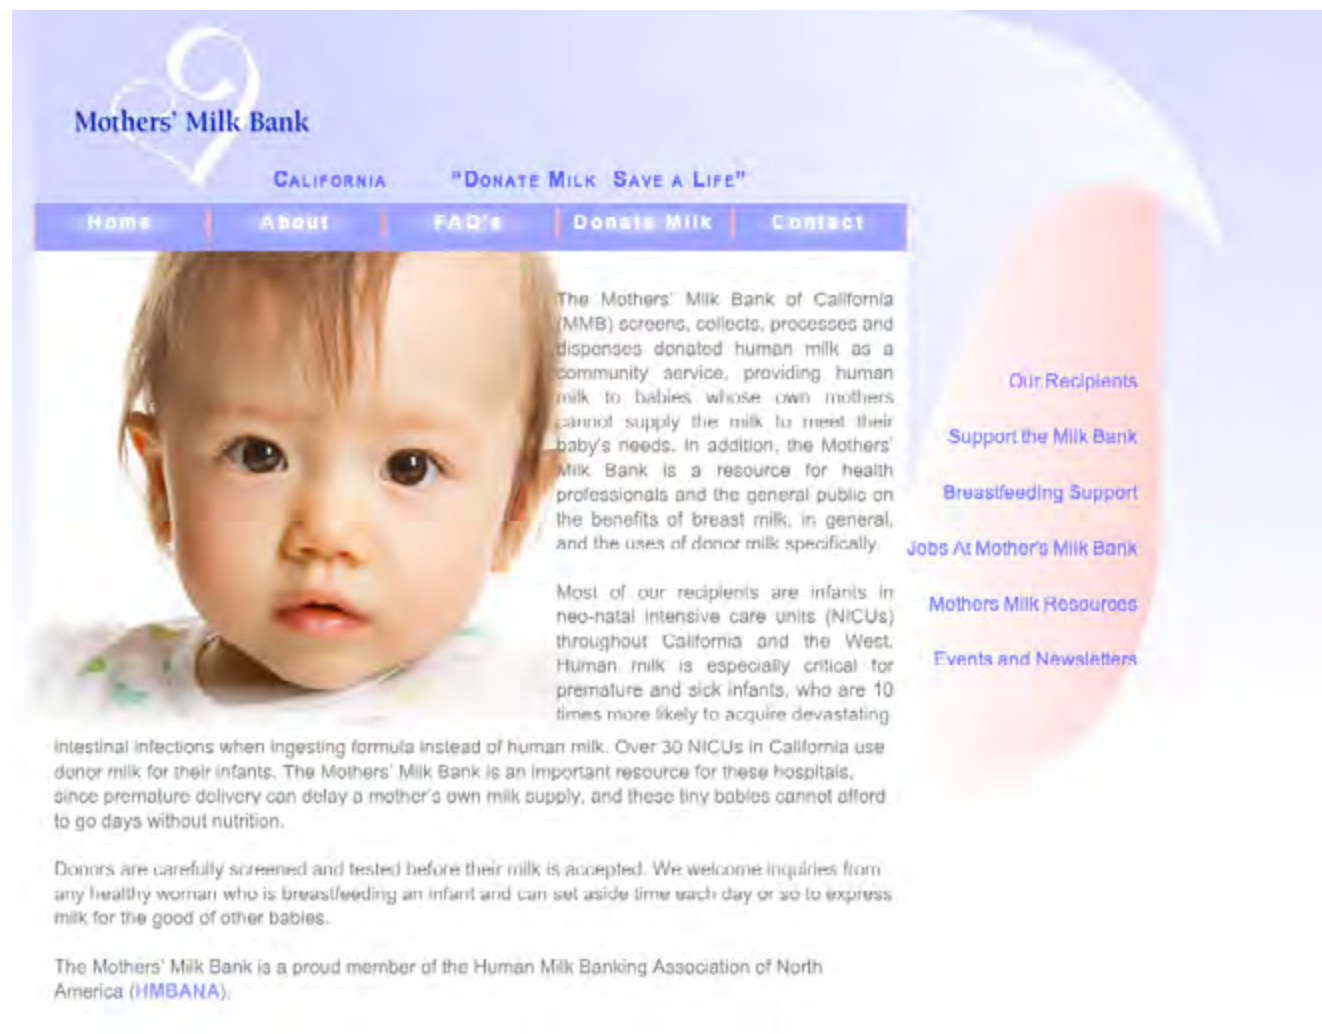 Mothers' Milk Bank
CALIFORNIA "DONATE MILK SAVE A LIFE"
Home About FAQ's Donate Milk Contact
The Mothers' Milk Bank of California
(MMB) screens, collects, processes and
dispenses donated human milk as a
community service, providing human
milk to babies whose own mothers
cannot supply the milk to meet their
baby's needs. In addition, the Mothers'
Milk Bank is a resource for health
professionals and the general public on
the benefits of breast milk, in general,
and the uses of donor milk specifically.
Most of our recipients are infants in
neo-natal intensive care units (NICUs)
throughout California and the West.
Human milk is especially critical for
premature and sick infants, who are 10
times more likely to acquire devastating
intestinal infections when ingesting formula instead of human milk. Over 30 NICUs in California use
donor milk for their infants. The Mothers' Milk Bank is an important resource for these hospitals,
since premature delivery can delay a mother's own milk supply, and these tiny babies cannot afford
to go days without nutrition.
Donors are carefully screened and tested before their milk is accepted. We welcome inquiries from
any healthy woman who is breastfeeding an infant and can set aside time each day or so to express
milk for the good of other babies.
The Mothers' Milk Bank is a proud member of the Human Milk Banking Association of North
America (HMBANA).
Our Recipients
Support the Milk Bank
Breastfeeding Support
Jobs At Mother's Milk Bank
Mothers Milk Resources
Events and Newsletters